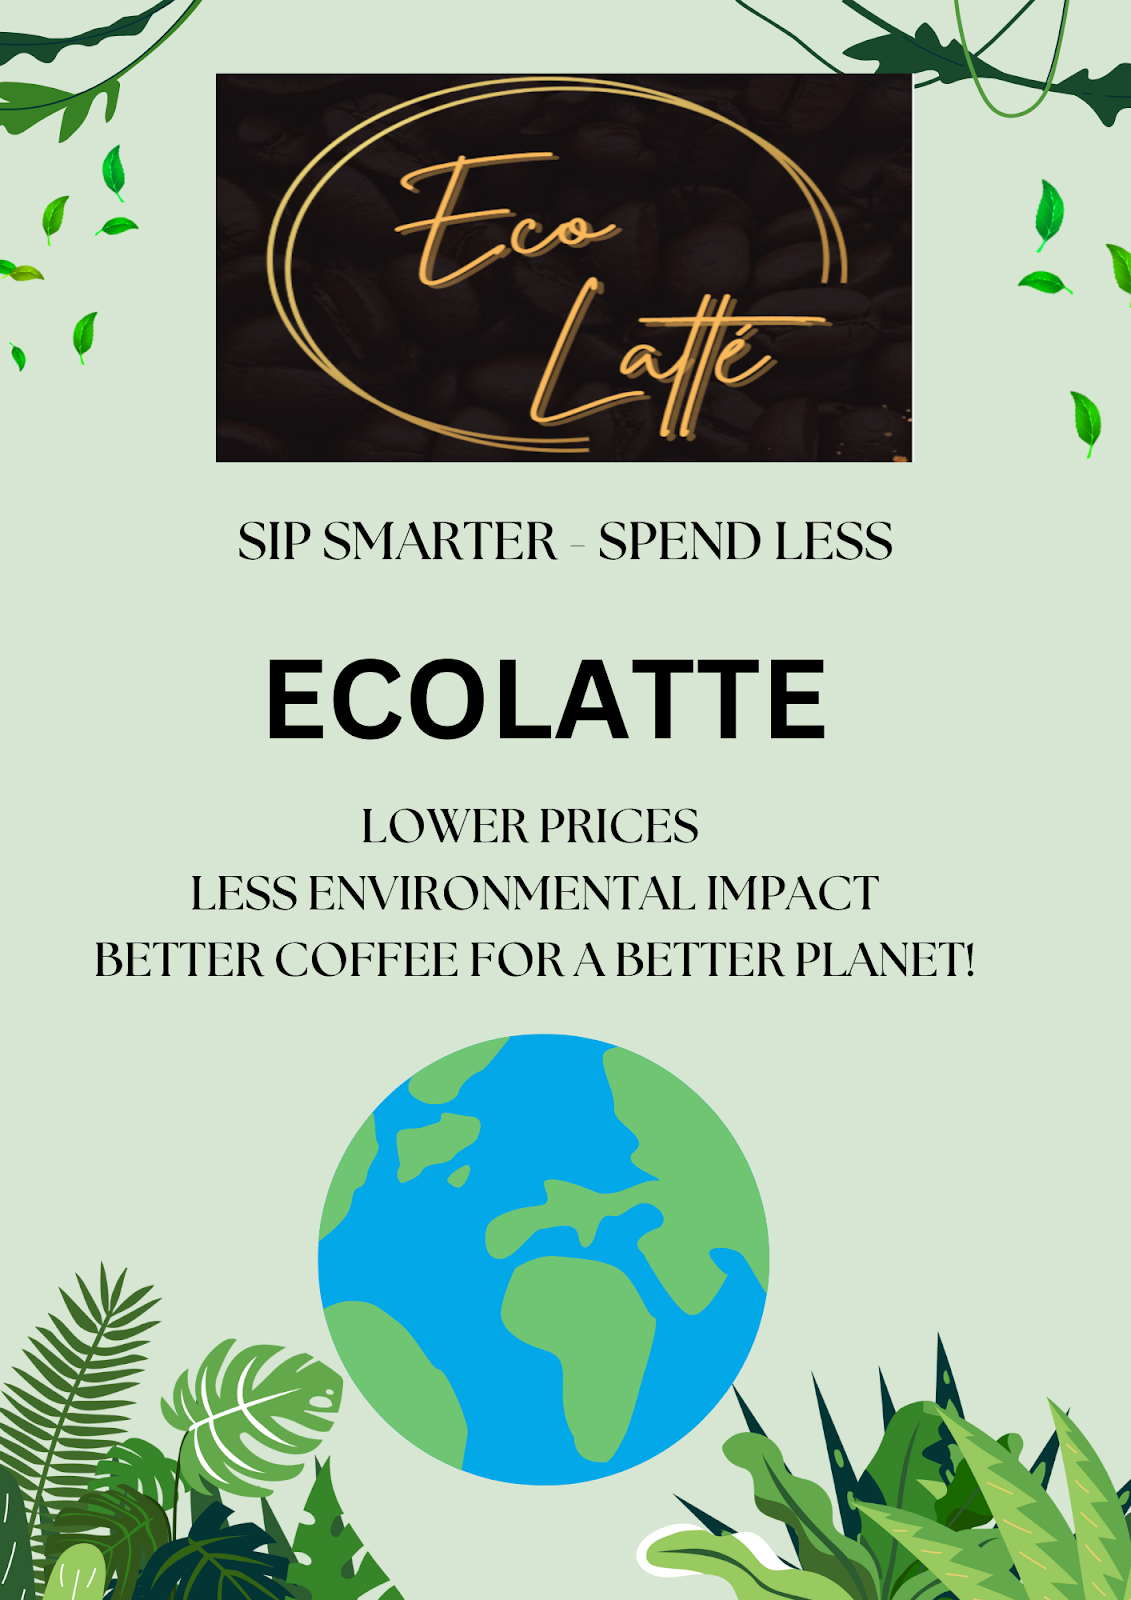 Eco
Latté
SIP SMARTER - SPEND LESS
ECOLATTE
LOWER PRICES
LESS ENVIRONMENTAL IMPACT
BETTER COFFEE FOR A BETTER PLANET!